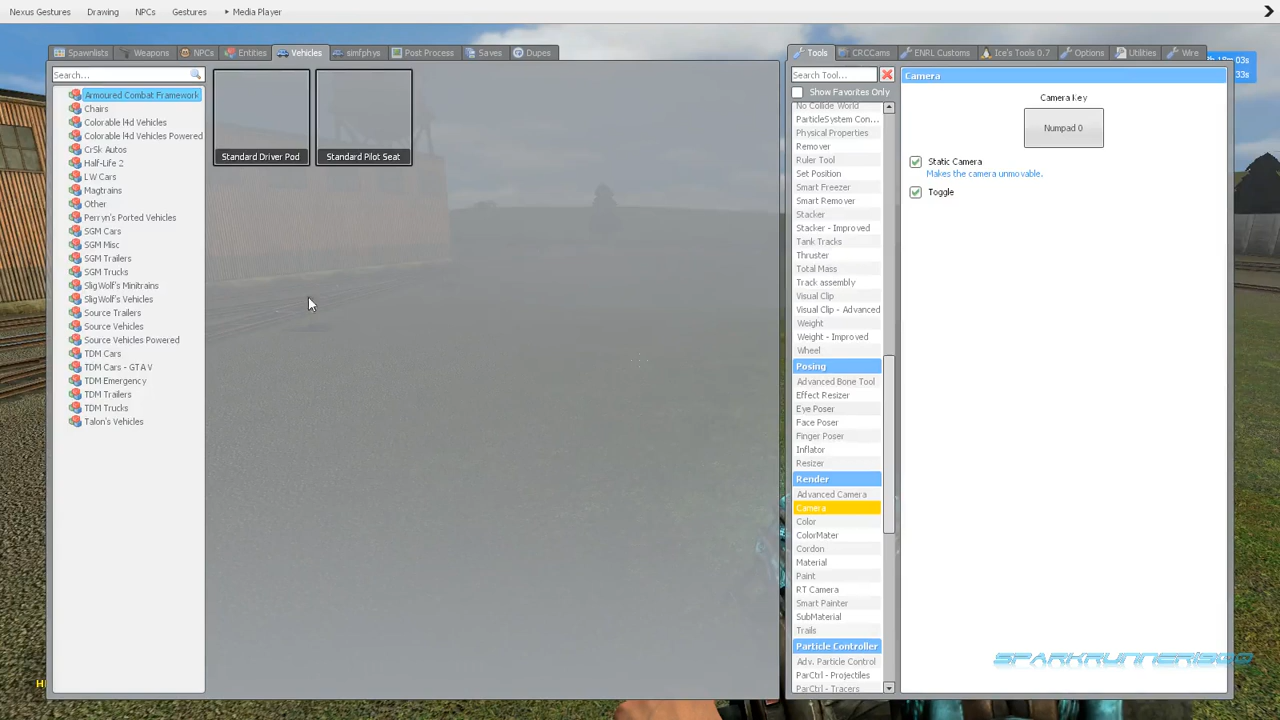 Nexus Gestures Drawing NPCs Gestures Media Player
Spawnlists Weapons NPCs Entities Vehicles simfphys Post Process Saves Dupes
Search...
Armoured Combat Framework
Chairs
Colorable l4d Vehicles
Colorable l4d Vehicles Powered
CrSk Autos
Half-Life 2
LW Cars
Magtrains
Other
Perryn's Ported Vehicles
SGM Cars
SGM Misc
SGM Trailers
SGM Trucks
SligWolf's Minitrains
SligWolf's Vehicles
Source Trailers
Source Vehicles
Source Vehicles Powered
TDM Cars
TDM Cars - GTA V
TDM Emergency
TDM Trailers
TDM Trucks
Talon's Vehicles
Standard Driver Pod
Standard Pilot Seat
Tools CRCCams ENRL Customs Ice's Tools 0.7 Options Utilities Wire
03s
33s
Search Tool...
Show Favorites Only
No Collide World
ParticleSystem Con...
Physical Properties
Remover
Ruler Tool
Set Position
Smart Freezer
Smart Remover
Stacker
Stacker - Improved
Tank Tracks
Thruster
Total Mass
Track assembly
Visual Clip
Visual Clip - Advanced
Weight
Weight - Improved
Wheel
Posing
Advanced Bone Tool
Effect Resizer
Eye Poser
Face Poser
Finger Poser
Inflator
Resizer
Render
Advanced Camera
Camera
Color
ColorMater
Cordon
Material
Paint
RT Camera
Smart Painter
SubMaterial
Trails
Particle Controller
Adv. Particle Control
ParCtrl - Projectiles
ParCtrl - Tracers
Camera
Camera Key
Numpad 0
Static Camera
Makes the camera unmovable.
Toggle